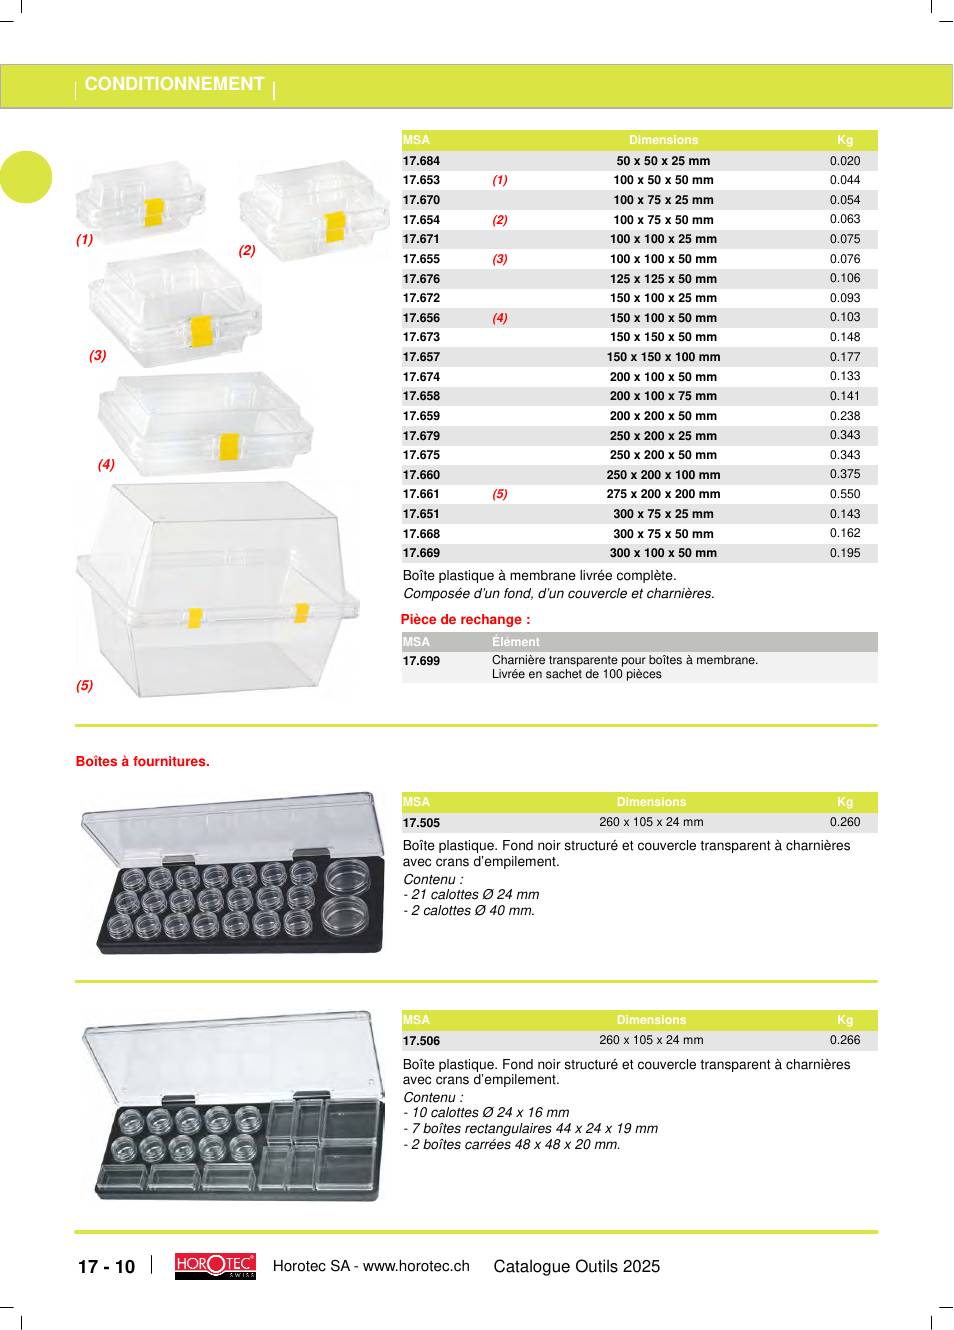 CONDITIONNEMENT
(1)
(2)
(3)
(4)
(5)
MSA Dimensions Kg
17.684 50 x 50 x 25 mm 0.020
17.653 (1) 100 x 50 x 50 mm 0.044
17.670 100 x 75 x 25 mm 0.054
17.654 (2) 100 x 75 x 50 mm 0.063
17.671 100 x 100 x 25 mm 0.075
17.655 (3) 100 x 100 x 50 mm 0.076
17.676 125 x 125 x 50 mm 0.106
17.672 150 x 100 x 25 mm 0.093
17.656 (4) 150 x 100 x 50 mm 0.103
17.673 150 x 150 x 50 mm 0.148
17.657 150 x 150 x 100 mm 0.177
17.674 200 x 100 x 50 mm 0.133
17.658 200 x 100 x 75 mm 0.141
17.659 200 x 200 x 50 mm 0.238
17.679 250 x 200 x 25 mm 0.343
17.675 250 x 200 x 50 mm 0.343
17.660 250 x 200 x 100 mm 0.375
17.661 (5) 275 x 200 x 200 mm 0.550
17.651 300 x 75 x 25 mm 0.143
17.668 300 x 75 x 50 mm 0.162
17.669 300 x 100 x 50 mm 0.195
Boîte plastique à membrane livrée complète.
Composée d'un fond, d'un couvercle et charnières.
Pièce de rechange :
MSA Élément
17.699 Charnière transparente pour boîtes à membrane.
Livrée en sachet de 100 pièces
Boîtes à fournitures.
MSA Dimensions Kg
17.505 260 x 105 x 24 mm 0.260
Boîte plastique. Fond noir structuré et couvercle transparent à charnières
avec crans d'empilement.
Contenu :
- 21 calottes Ø 24 mm
- 2 calottes Ø 40 mm.
MSA Dimensions Kg
17.506 260 x 105 x 24 mm 0.266
Boîte plastique. Fond noir structuré et couvercle transparent à charnières
avec crans d'empilement.
Contenu :
- 10 calottes Ø 24 x 16 mm
- 7 boîtes rectangulaires 44 x 24 x 19 mm
- 2 boîtes carrées 48 x 48 x 20 mm.
17 - 10 HOROTEC® SWISS Horotec SA - www.horotec.ch Catalogue Outils 2025